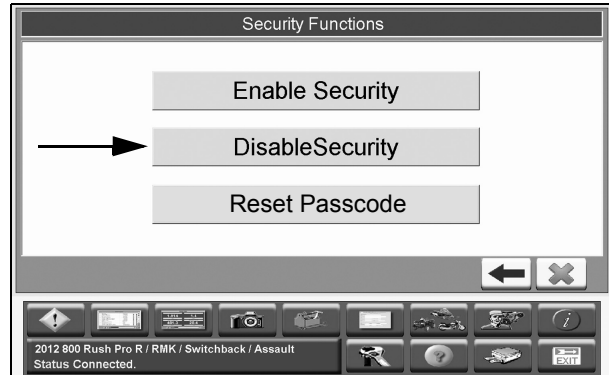 Security Functions
Enable Security
DisableSecurity
Reset Passcode
2012 800 Rush Pro R / RMK / Switchback / Assault
Status Connected.
EXIT